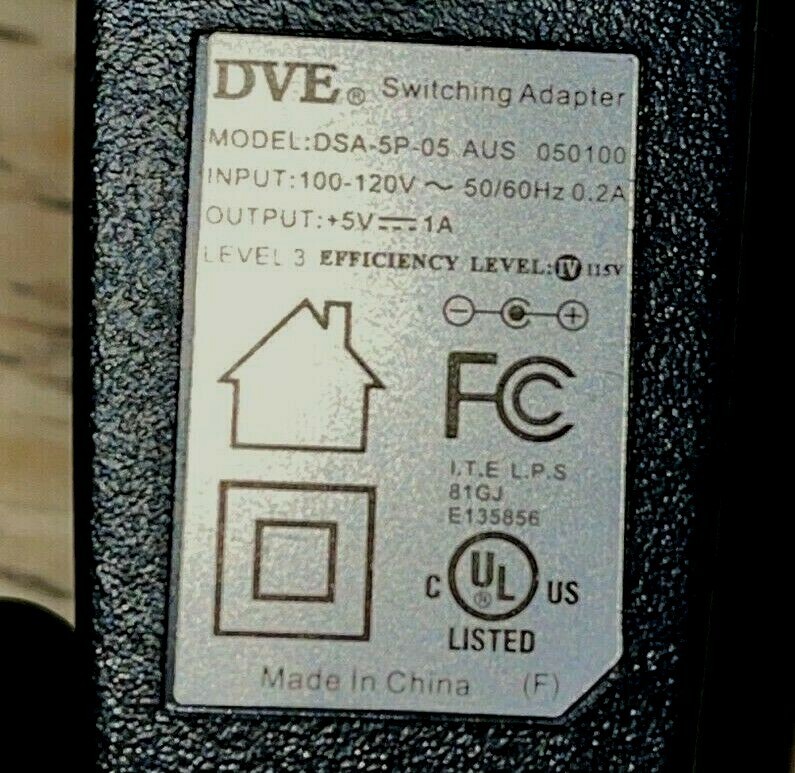 DVE® Switching Adapter
MODEL:DSA-5P-05 AUS 050100
INPUT:100-120V ~ 50/60Hz 0.2A
OUTPUT:+5V⎓1A
LEVEL 3 EFFICIENCY LEVEL:IV 115V
FC
I.T.E L.P.S
81GJ
E135856
C UL® US
LISTED
Made In China (F)